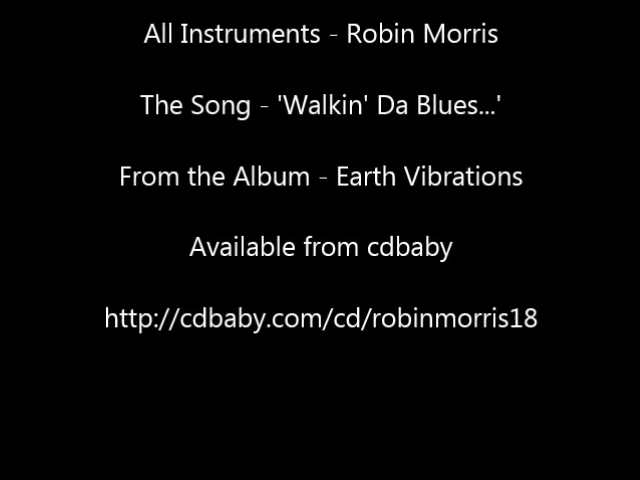 All Instruments - Robin Morris
The Song - 'Walkin' Da Blues...'
From the Album - Earth Vibrations
Available from cdbaby
http://cdbaby.com/cd/robinmorris18